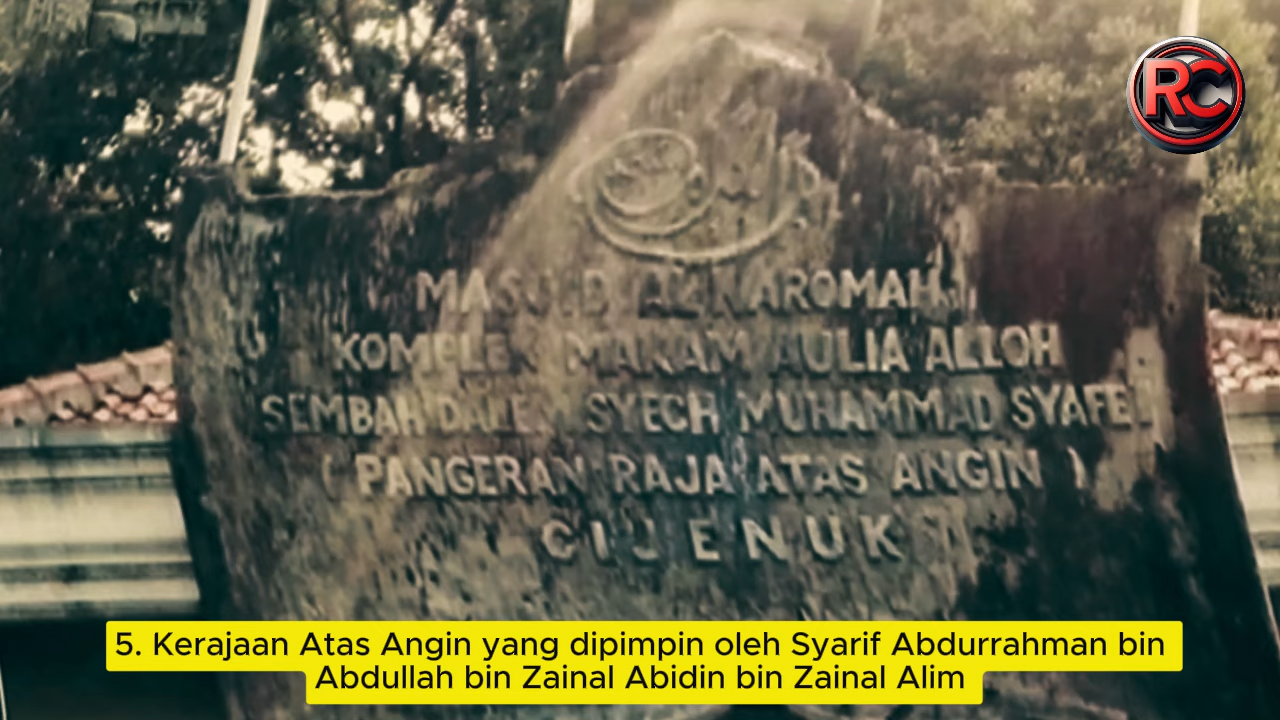 RC
MASJID AL KAROMAH
KOMPLEK MAKAM AULIA ALLOH
SEMBAH DALEM SYECH MUHAMMAD SYAFE'I
( PANGERAN RAJA ATAS ANGIN )
CIJENUK
5. Kerajaan Atas Angin yang dipimpin oleh Syarif Abdurrahman bin
Abdullah bin Zainal Abidin bin Zainal Alim